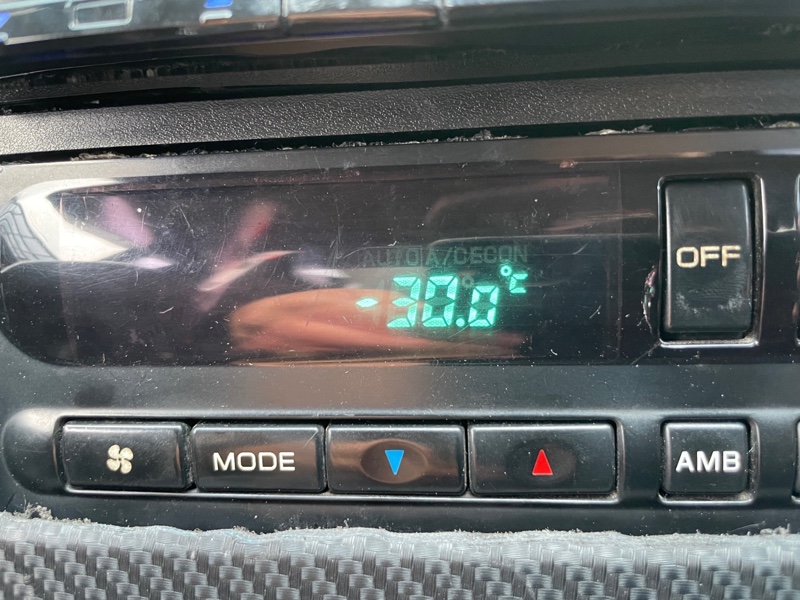 AUTO A/C ECON
-30.0°C
OFF
MODE
AMB